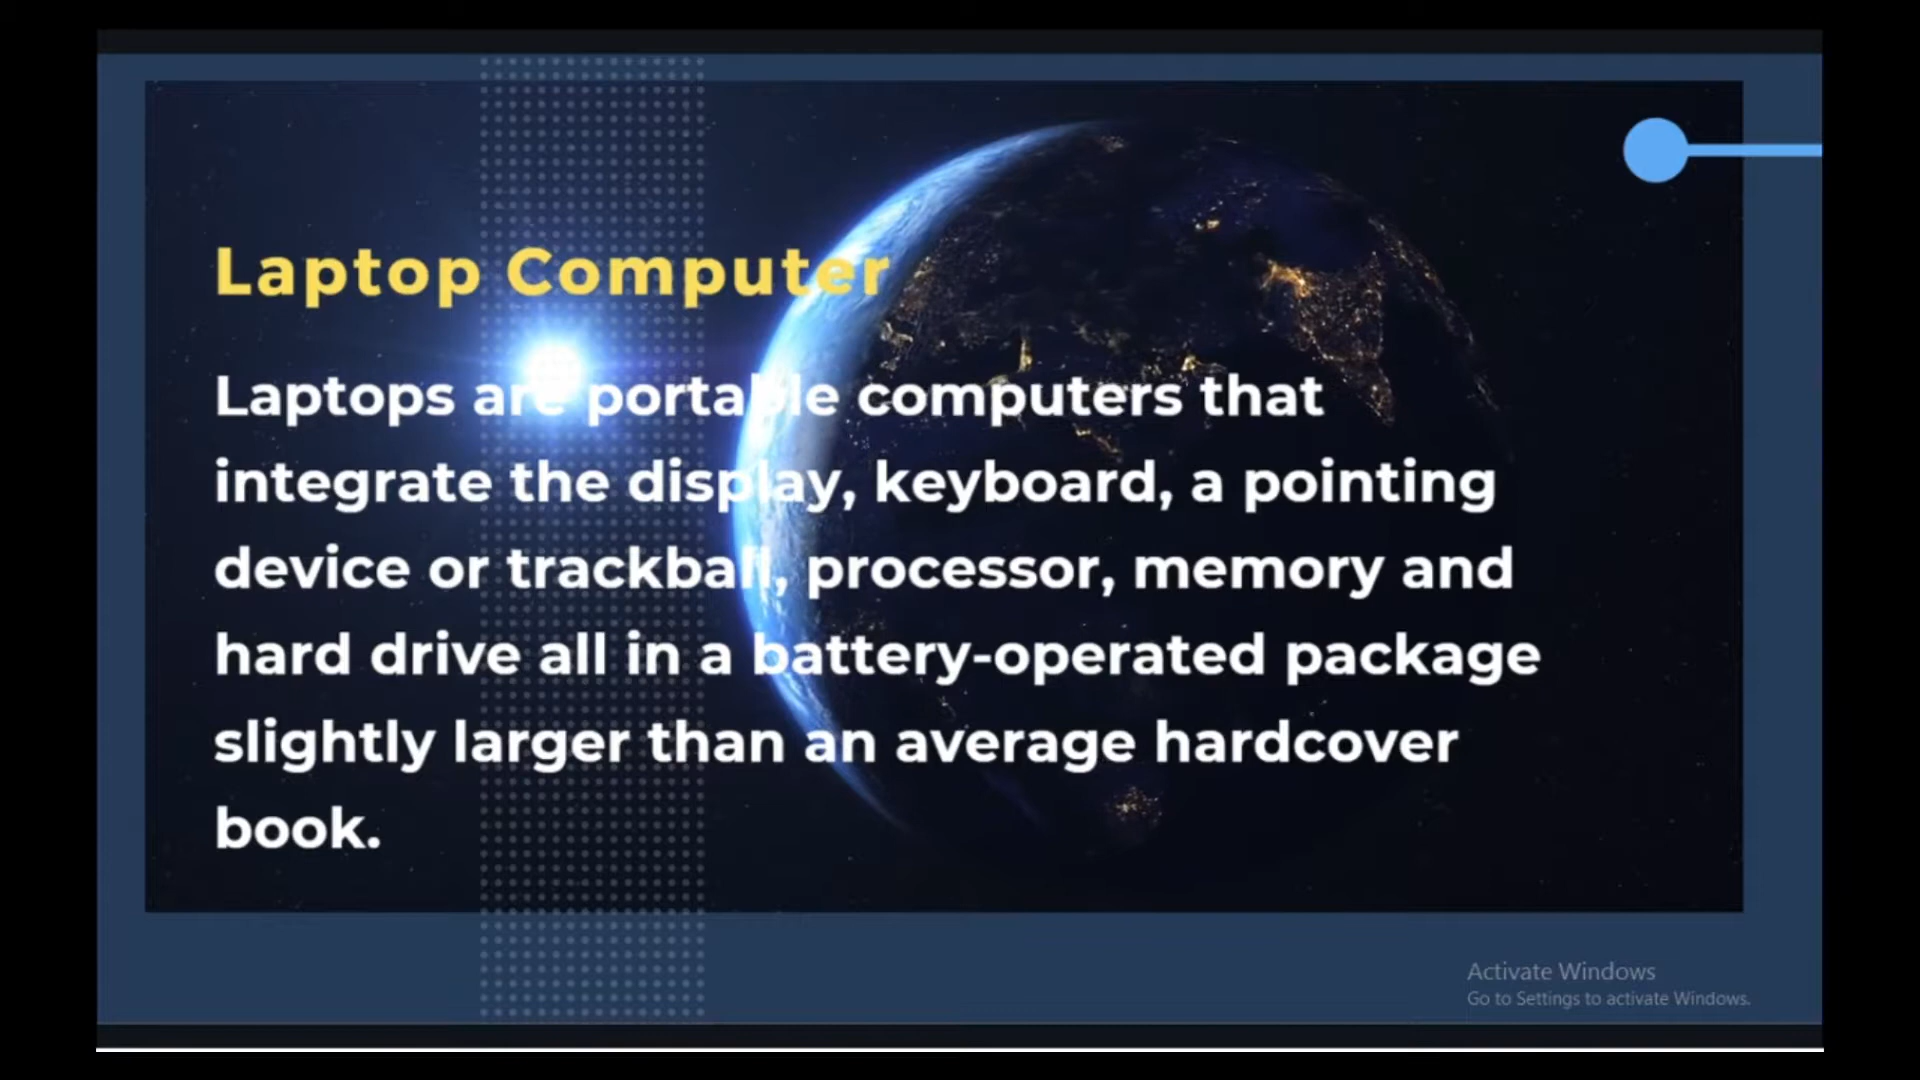 Laptop Computer
Laptops are portable computers that
integrate the display, keyboard, a pointing
device or trackball, processor, memory and
hard drive all in a battery-operated package
slightly larger than an average hardcover
book.
Activate Windows
Go to Settings to activate Windows.